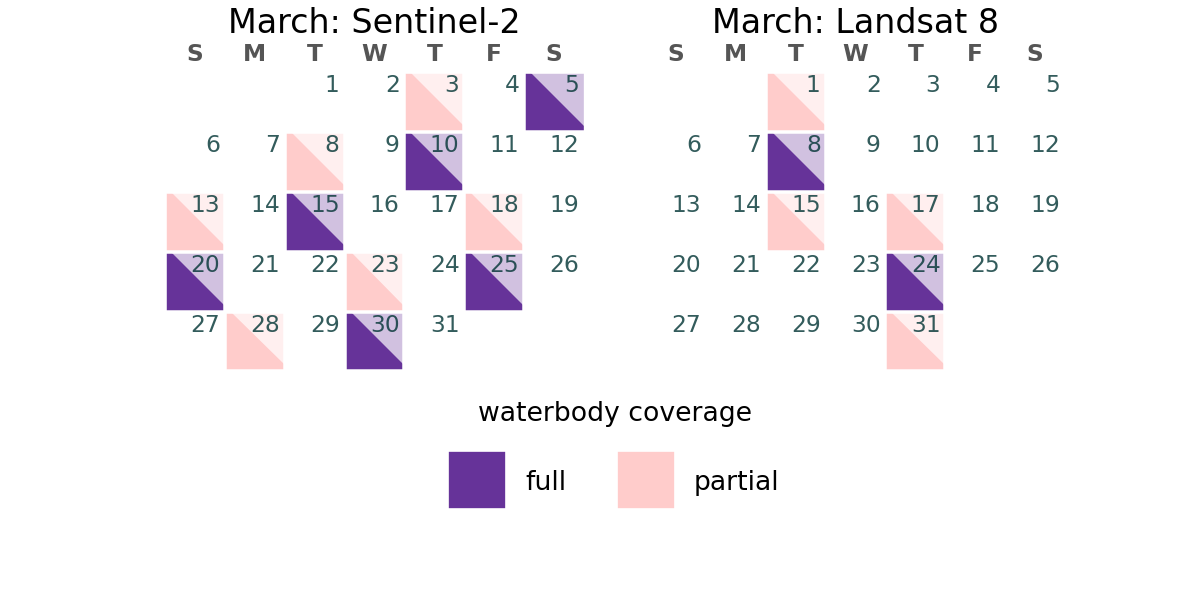 March: Sentinel-2
S M T W T F S
1 2 3 4 5
6 7 8 9 10 11 12
13 14 15 16 17 18 19
20 21 22 23 24 25 26
27 28 29 30 31
March: Landsat 8
S M T W T F S
1 2 3 4 5
6 7 8 9 10 11 12
13 14 15 16 17 18 19
20 21 22 23 24 25 26
27 28 29 30 31
waterbody coverage
full partial